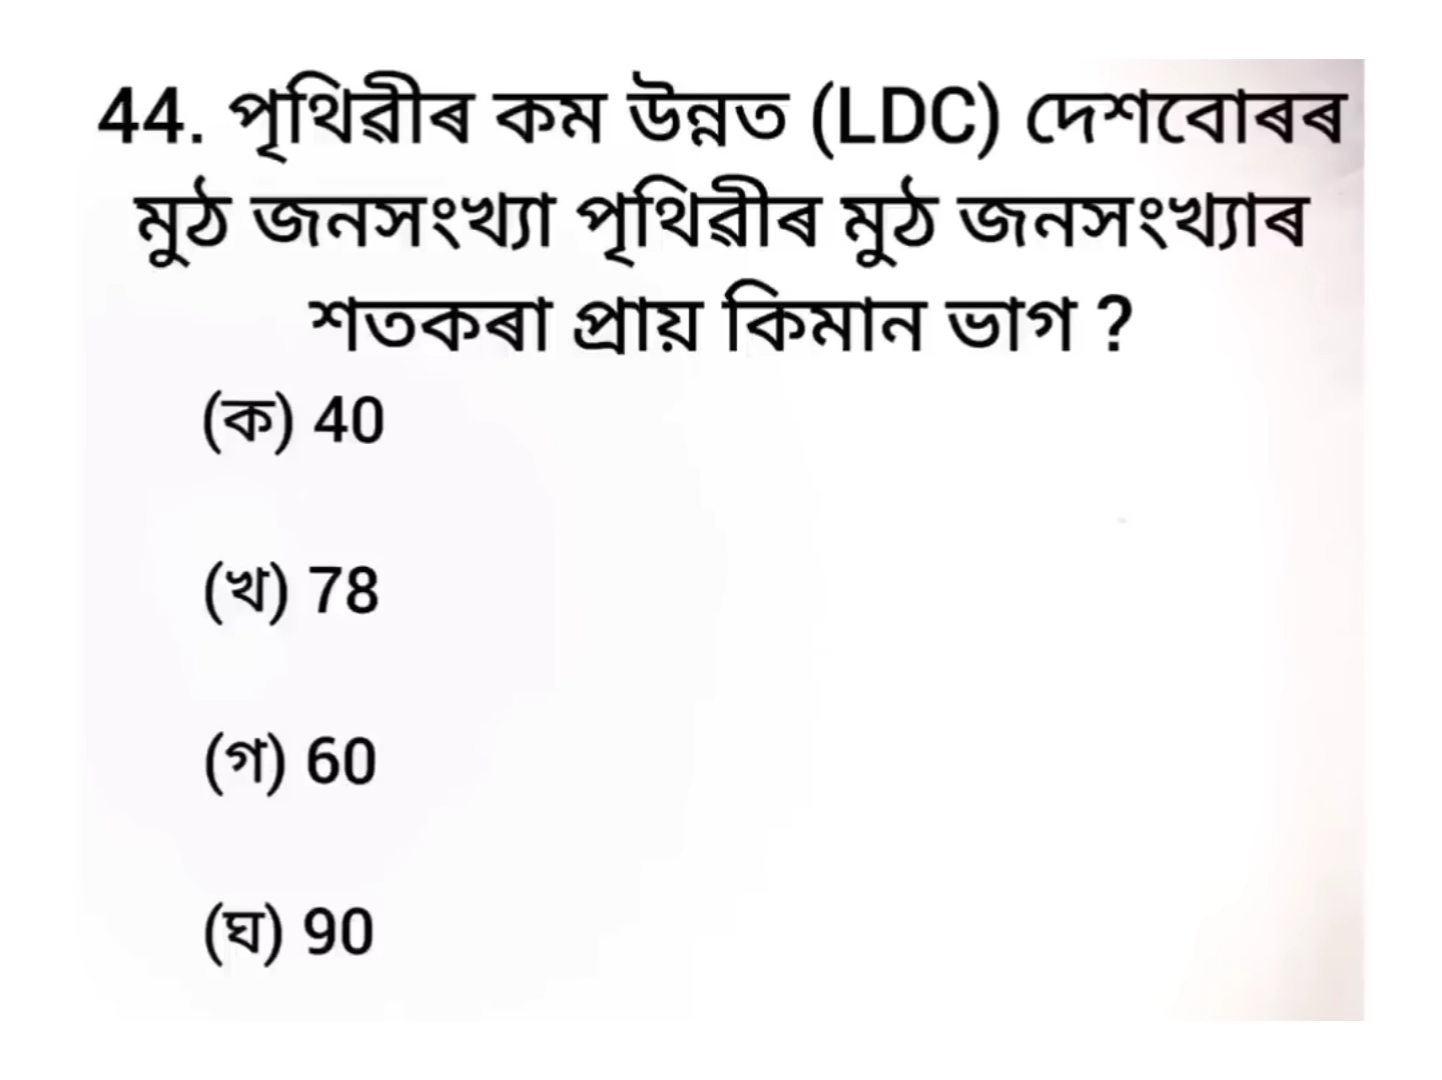 44. পৃথিৱীৰ কম উন্নত (LDC) দেশবোৰৰ
মুঠ জনসংখ্যা পৃথিৱীৰ মুঠ জনসংখ্যাৰ
শতকৰা প্ৰায় কিমান ভাগ ?
(ক) 40
(খ) 78
(গ) 60
(ঘ) 90